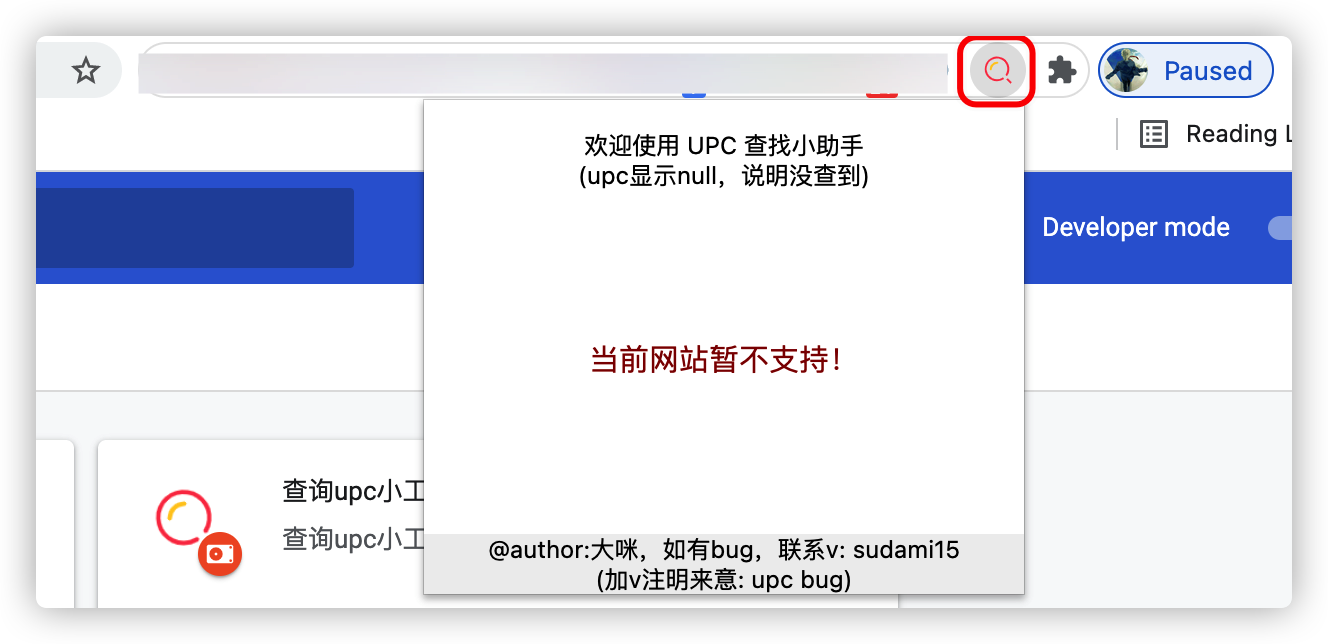 Paused
Reading L
欢迎使用 UPC 查找小助手
(upc显示null，说明没查到)
Developer mode
当前网站暂不支持！
查询upc小工
查询upc小工
@author:大咪，如有bug，联系v: sudami15
(加v注明来意: upc bug)